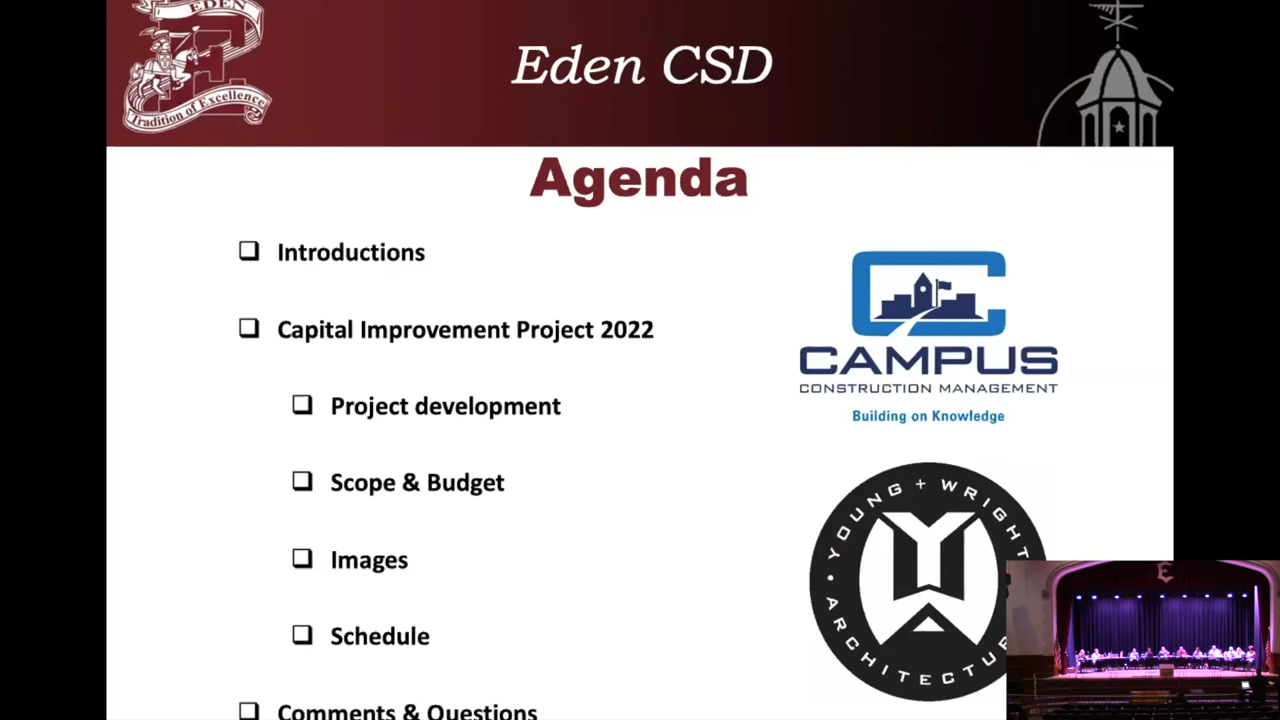 EDEN
Tradition of Excellence
Eden CSD
Agenda
Introductions
Capital Improvement Project 2022
Project development
Scope & Budget
Images
Schedule
Comments & Questions
CAMPUS
CONSTRUCTION MANAGEMENT
Building on Knowledge
YOUNG + WRIGHT
ARCHITECTU
E